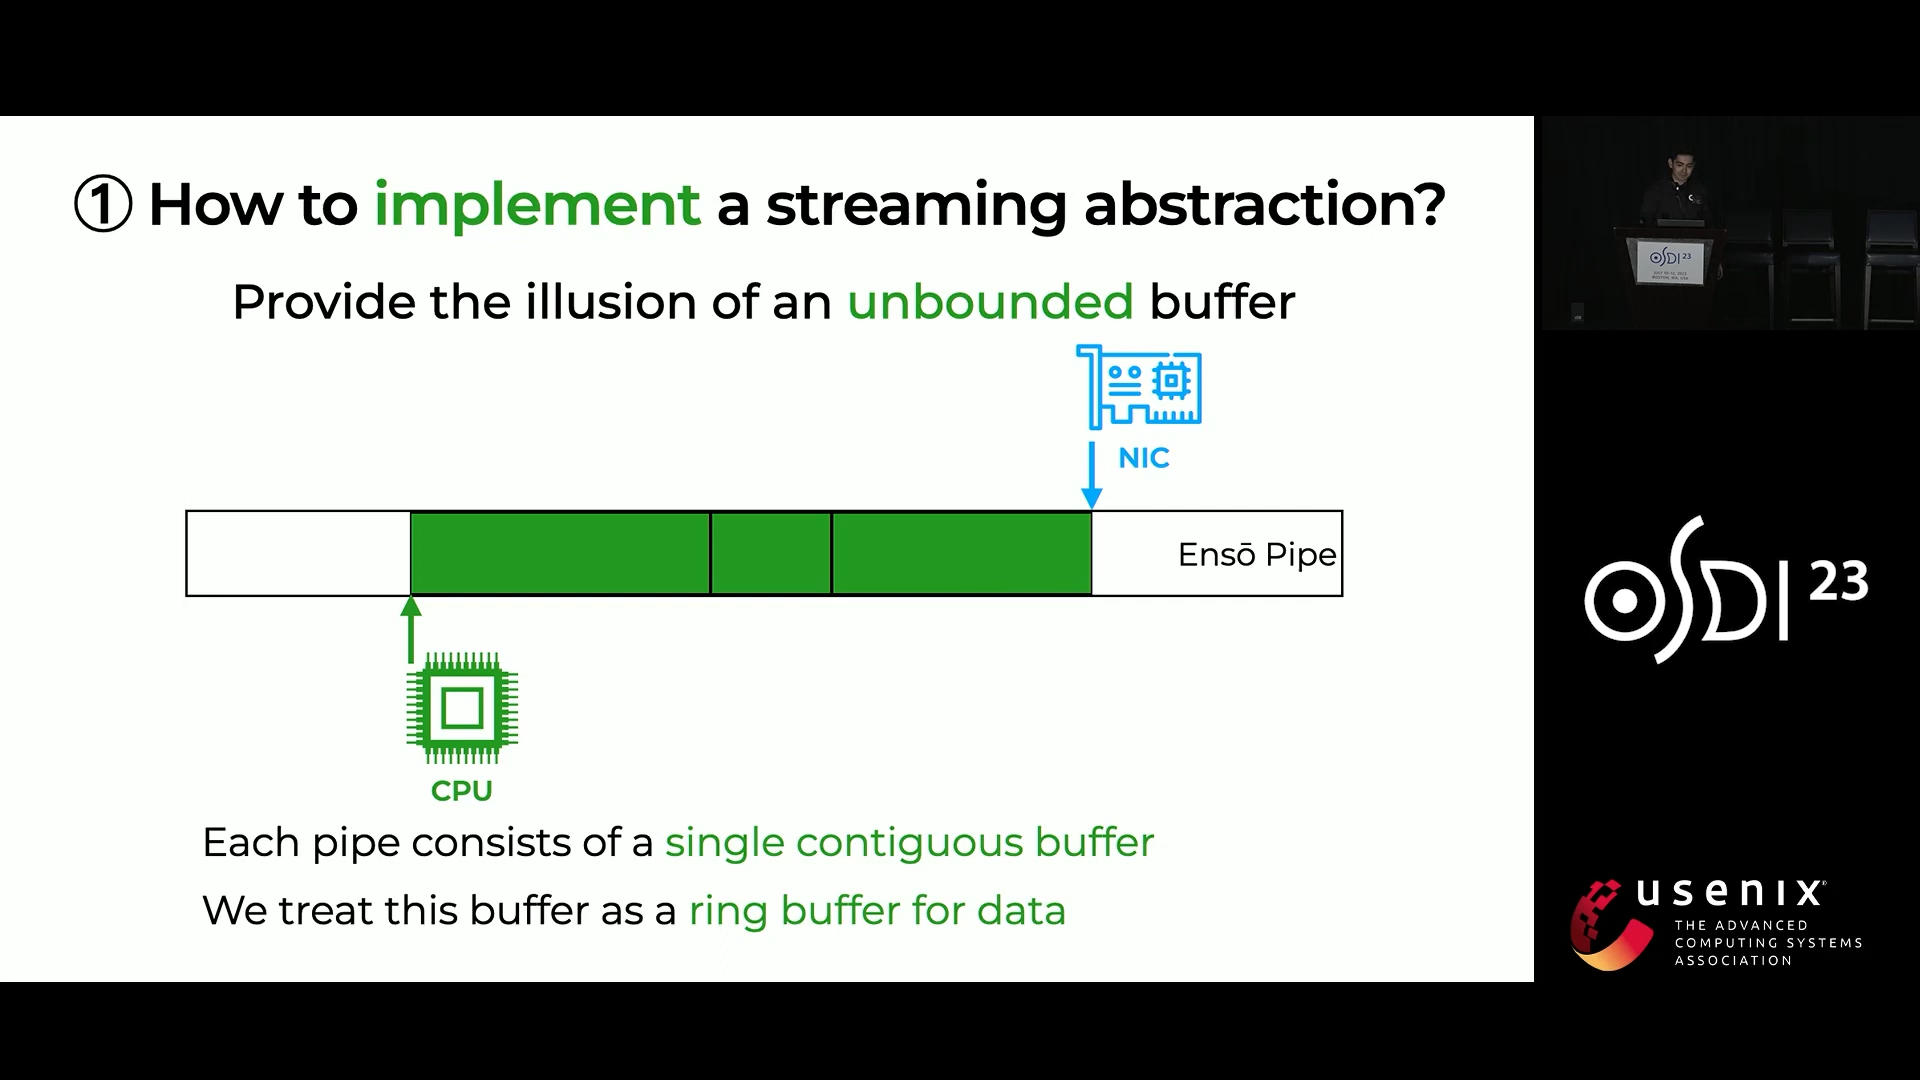 ① How to implement a streaming abstraction?
Provide the illusion of an unbounded buffer
NIC
Ensō Pipe
CPU
Each pipe consists of a single contiguous buffer
We treat this buffer as a ring buffer for data
OSDI 23
OSDI 23
usenix
THE ADVANCED
COMPUTING SYSTEMS
ASSOCIATION